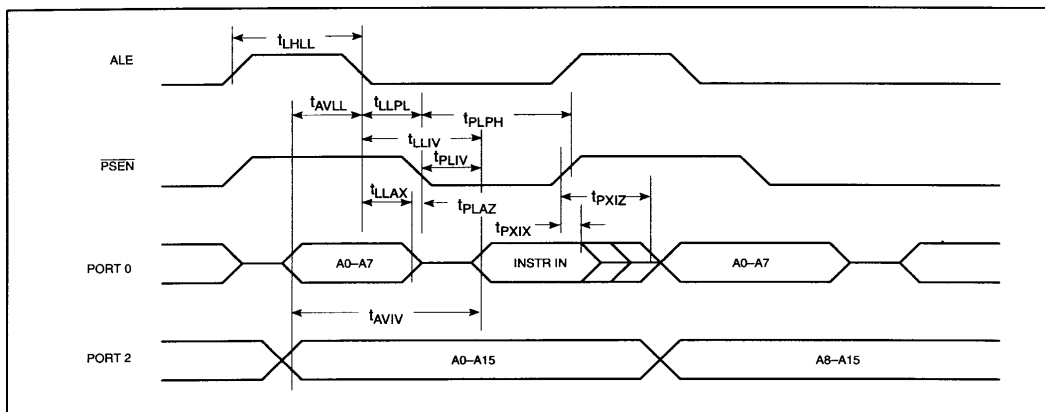 tLHLL
ALE
tAVLL tLLPL tPLPH
tLLIV
PSEN tPLIV
tLLAX tPLAZ tPXIZ
tPXIX
PORT 0 A0–A7 INSTR IN A0–A7
tAVIV
PORT 2 A0–A15 A8–A15